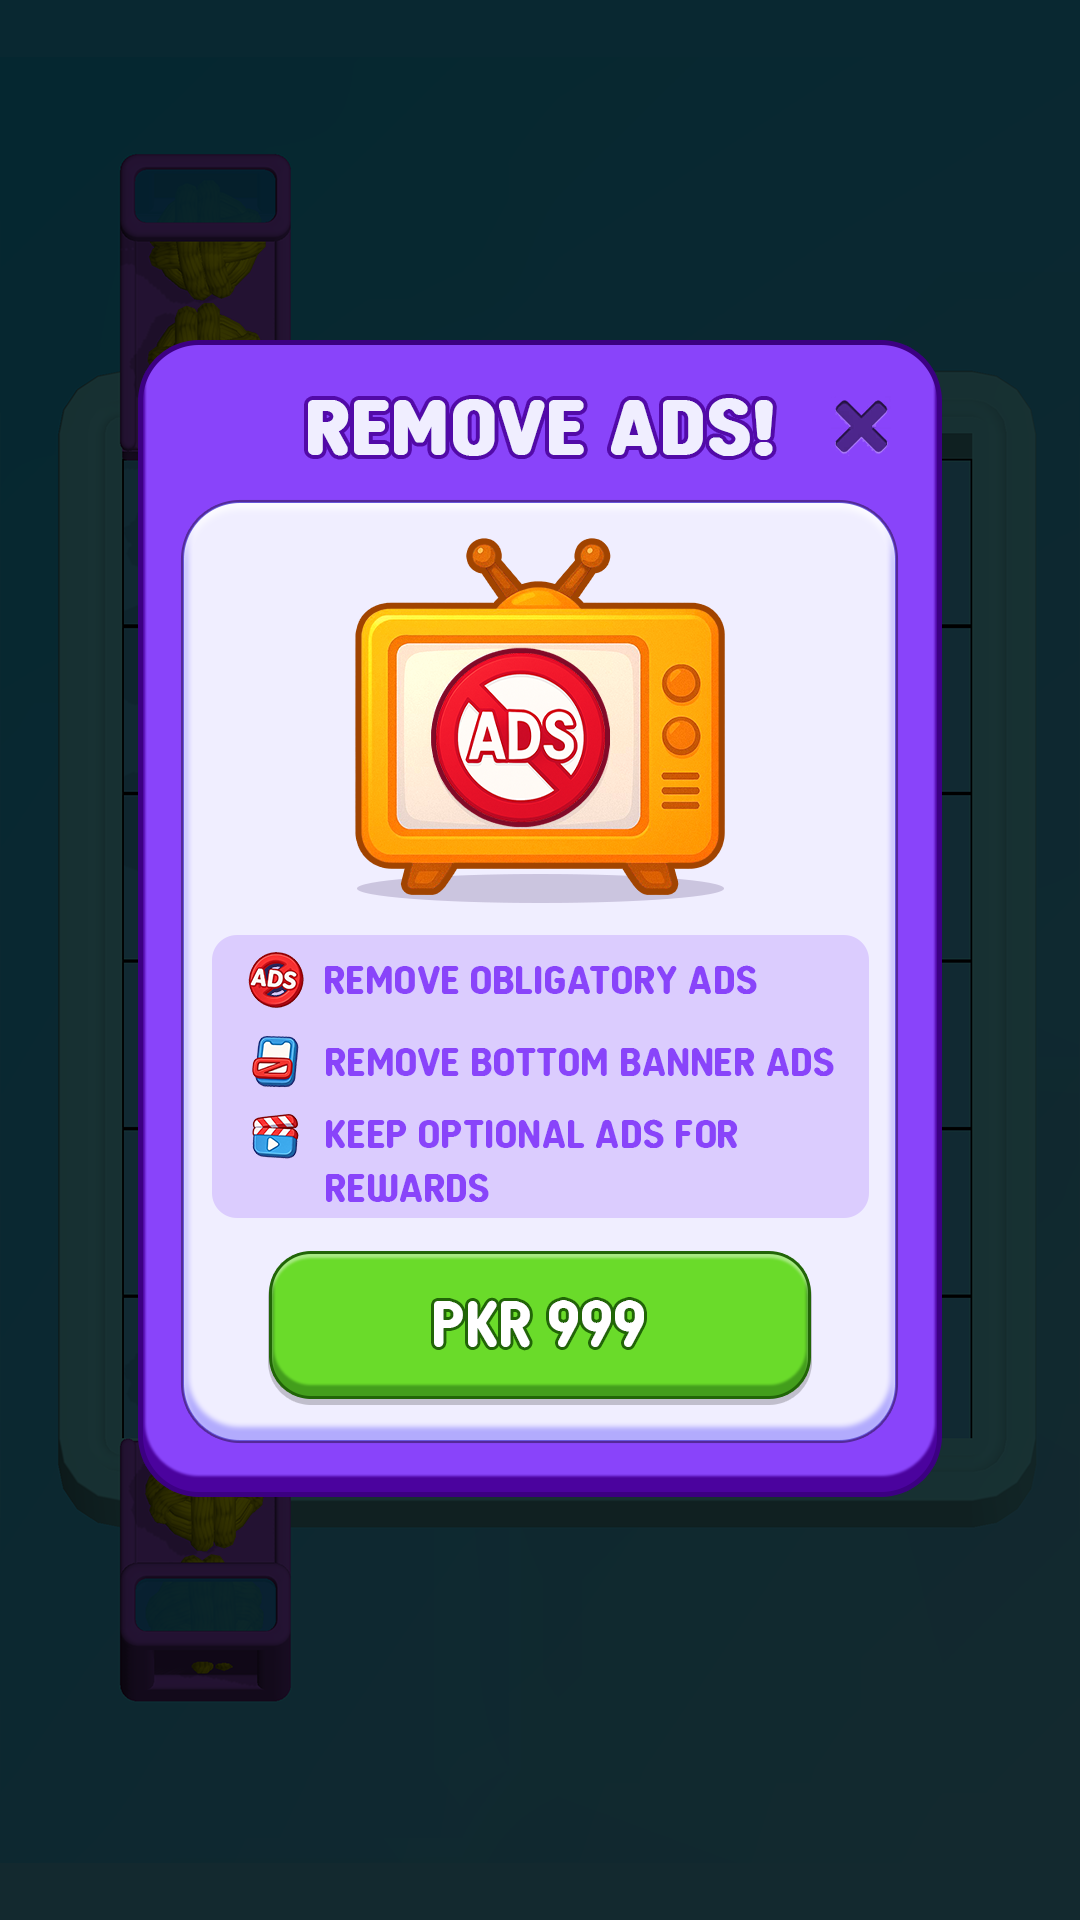 REMOVE ADS!
ADS
ADS
REMOVE OBLIGATORY ADS
REMOVE BOTTOM BANNER ADS
KEEP OPTIONAL ADS FOR
REWARDS
PKR 999